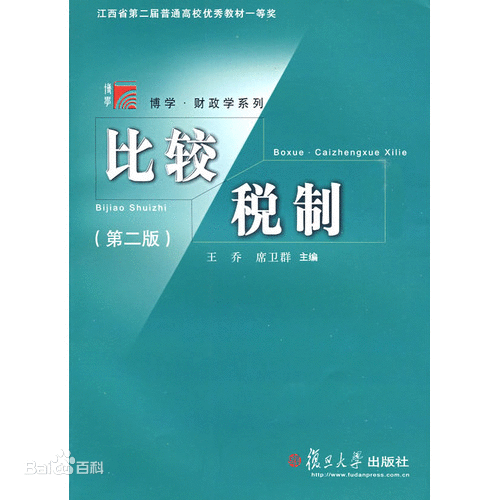 江西省第二届普通高校优秀教材一等奖
博学
博学·财政学系列
Boxue·Caizhengxue Xilie
比较
税制
Bijiao Shuizhi
(第二版)
王 乔 席卫群 主编
复旦大学出版社
http://www.fudanpress.com
Bai百科